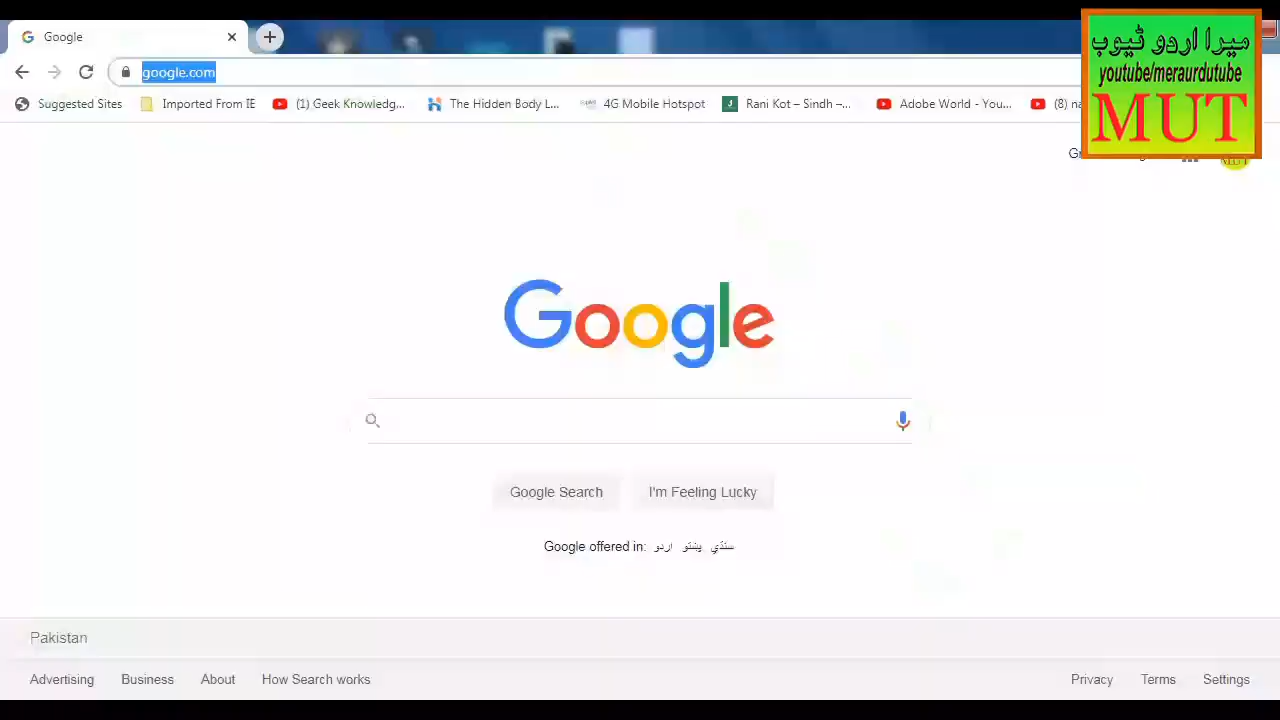 Google
google.com
Suggested Sites
Imported From IE
(1) Geek Knowledg...
The Hidden Body L...
4G Mobile Hotspot
Rani Kot – Sindh –...
Adobe World - You...
میرا اردو ٹیوب
youtube/meraurdutube
MUT
Google
Google Search
I'm Feeling Lucky
Google offered in: اردو پښتو سنڌي
Pakistan
Advertising
Business
About
How Search works
Privacy
Terms
Settings